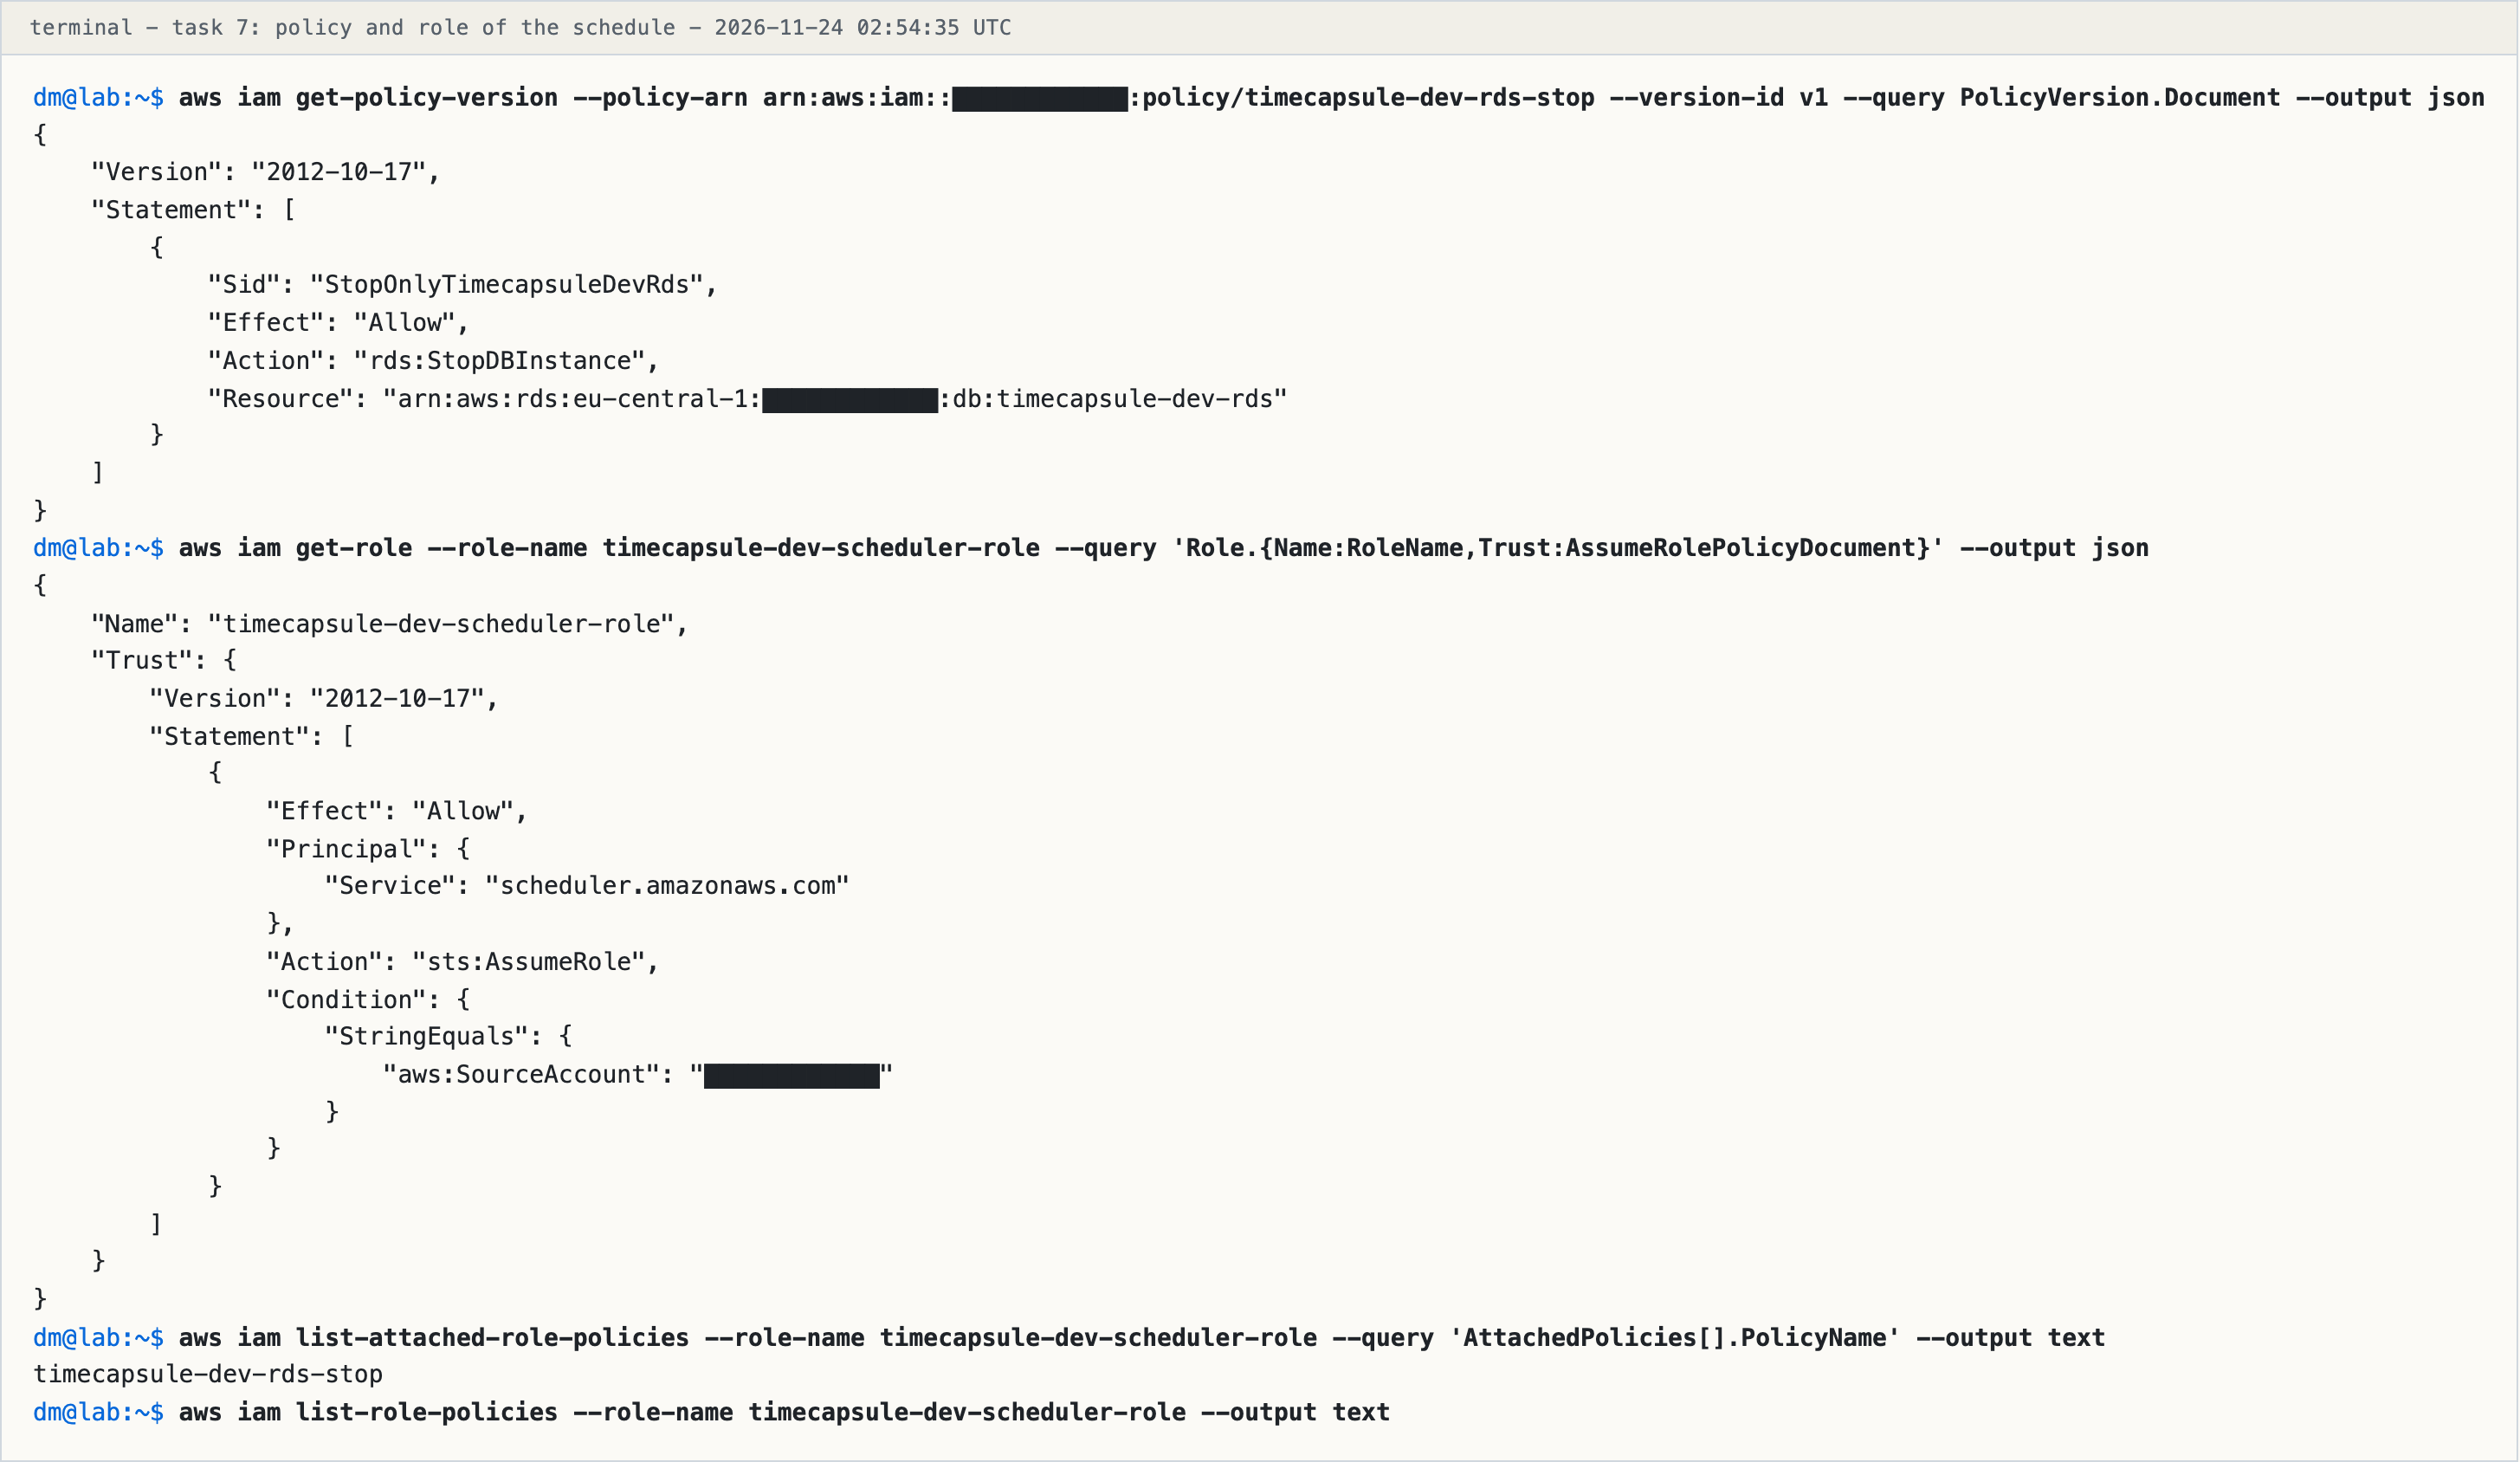 terminal — task 7: policy and role of the schedule — 2026-11-24 02:54:35 UTC
dm@lab:~$ aws iam get-policy-version --policy-arn arn:aws:iam:::policy/timecapsule-dev-rds-stop --version-id v1 --query PolicyVersion.Document --output json
{
    "Version": "2012-10-17",
    "Statement": [
        {
            "Sid": "StopOnlyTimecapsuleDevRds",
            "Effect": "Allow",
            "Action": "rds:StopDBInstance",
            "Resource": "arn:aws:rds:eu-central-1::db:timecapsule-dev-rds"
        }
    ]
}
dm@lab:~$ aws iam get-role --role-name timecapsule-dev-scheduler-role --query 'Role.{Name:RoleName,Trust:AssumeRolePolicyDocument}' --output json
{
    "Name": "timecapsule-dev-scheduler-role",
    "Trust": {
        "Version": "2012-10-17",
        "Statement": [
            {
                "Effect": "Allow",
                "Principal": {
                    "Service": "scheduler.amazonaws.com"
                },
                "Action": "sts:AssumeRole",
                "Condition": {
                    "StringEquals": {
                        "aws:SourceAccount": ""
                    }
                }
            }
        ]
    }
}
dm@lab:~$ aws iam list-attached-role-policies --role-name timecapsule-dev-scheduler-role --query 'AttachedPolicies[].PolicyName' --output text
timecapsule-dev-rds-stop
dm@lab:~$ aws iam list-role-policies --role-name timecapsule-dev-scheduler-role --output text